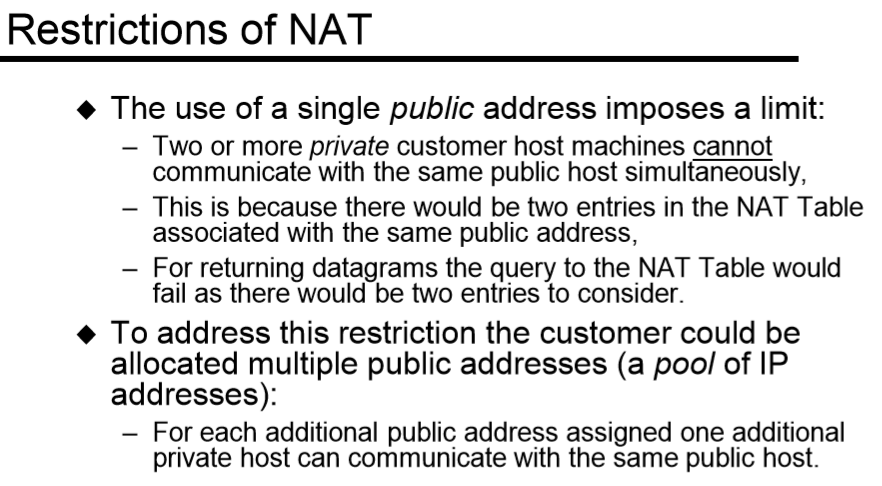 Restrictions of NAT
◆ The use of a single public address imposes a limit:
– Two or more private customer host machines cannot
communicate with the same public host simultaneously,
– This is because there would be two entries in the NAT Table
associated with the same public address,
– For returning datagrams the query to the NAT Table would
fail as there would be two entries to consider.
◆ To address this restriction the customer could be
allocated multiple public addresses (a pool of IP
addresses):
– For each additional public address assigned one additional
private host can communicate with the same public host.